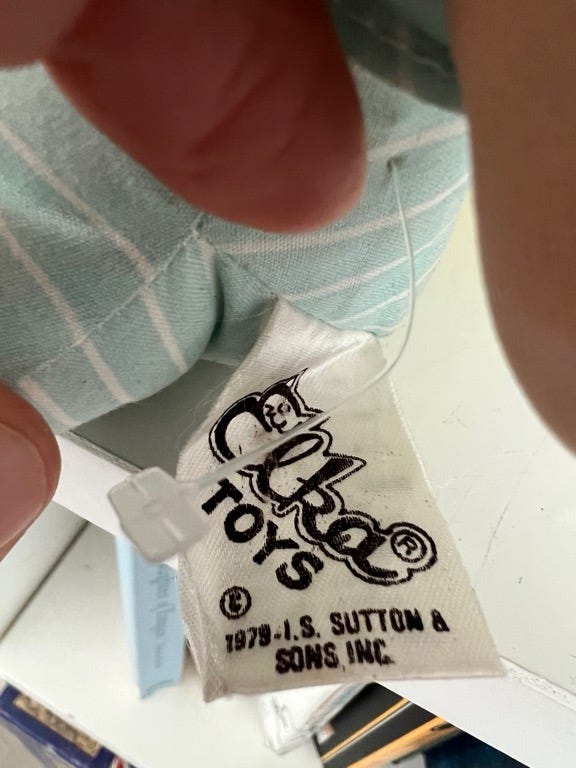 Elka ®
TOYS
©
1979-I.S. SUTTON &
SONS, INC.